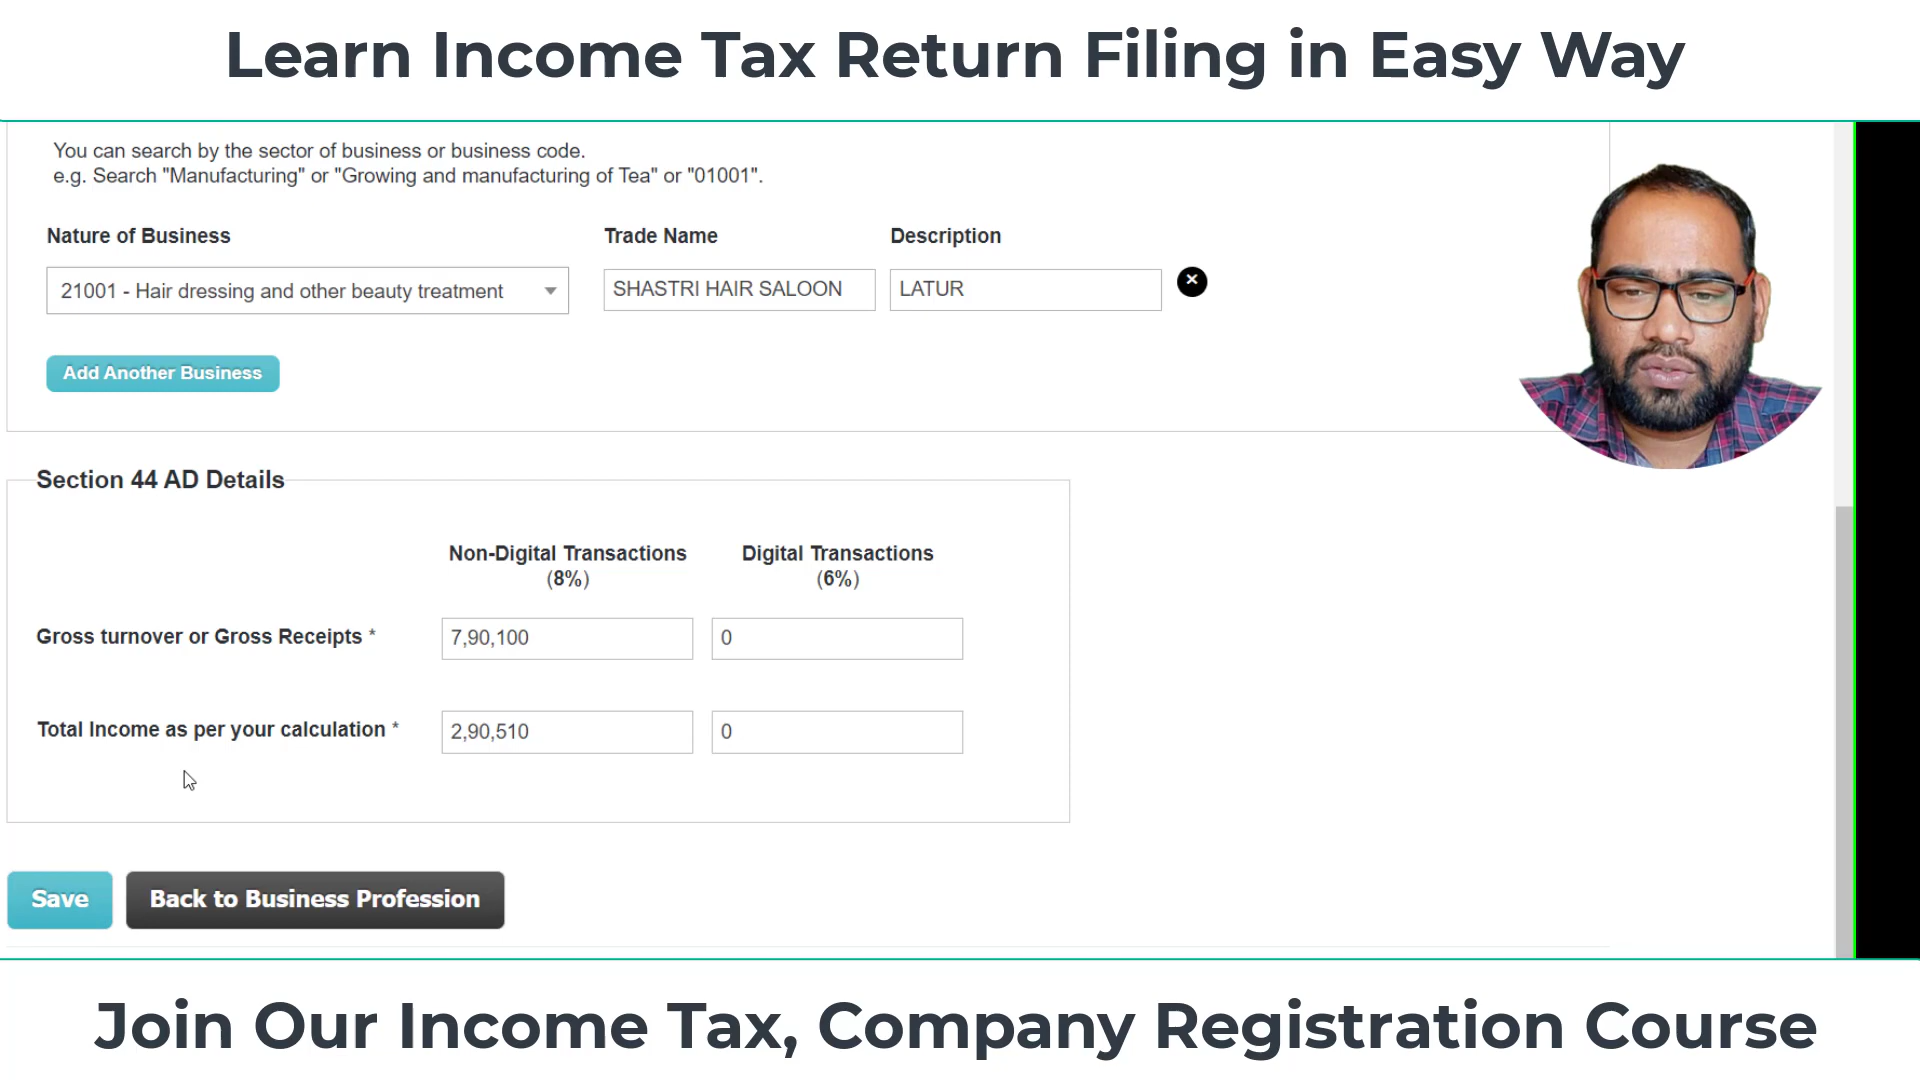 Learn Income Tax Return Filing in Easy Way
You can search by the sector of business or business code.
e.g. Search "Manufacturing" or "Growing and manufacturing of Tea" or "01001".
Nature of Business Trade Name Description
21001 - Hair dressing and other beauty treatment SHASTRI HAIR SALOON LATUR
Add Another Business
Section 44 AD Details
Non-Digital Transactions Digital Transactions
(8%) (6%)
Gross turnover or Gross Receipts * 7,90,100 0
Total Income as per your calculation * 2,90,510 0
Save Back to Business Profession
Join Our Income Tax, Company Registration Course